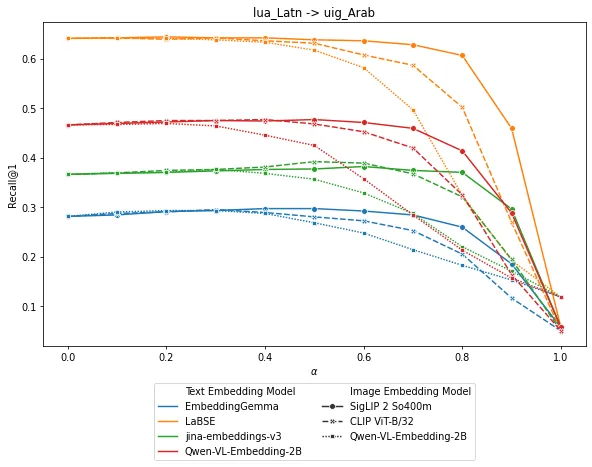 lua_Latn -> uig_Arab
Recall@1
0.6
0.5
0.4
0.3
0.2
0.1
0.0 0.2 0.4 0.6 0.8 1.0
α
Text Embedding Model Image Embedding Model
EmbeddingGemma SigLIP 2 So400m
LaBSE CLIP ViT-B/32
jina-embeddings-v3 Qwen-VL-Embedding-2B
Qwen-VL-Embedding-2B